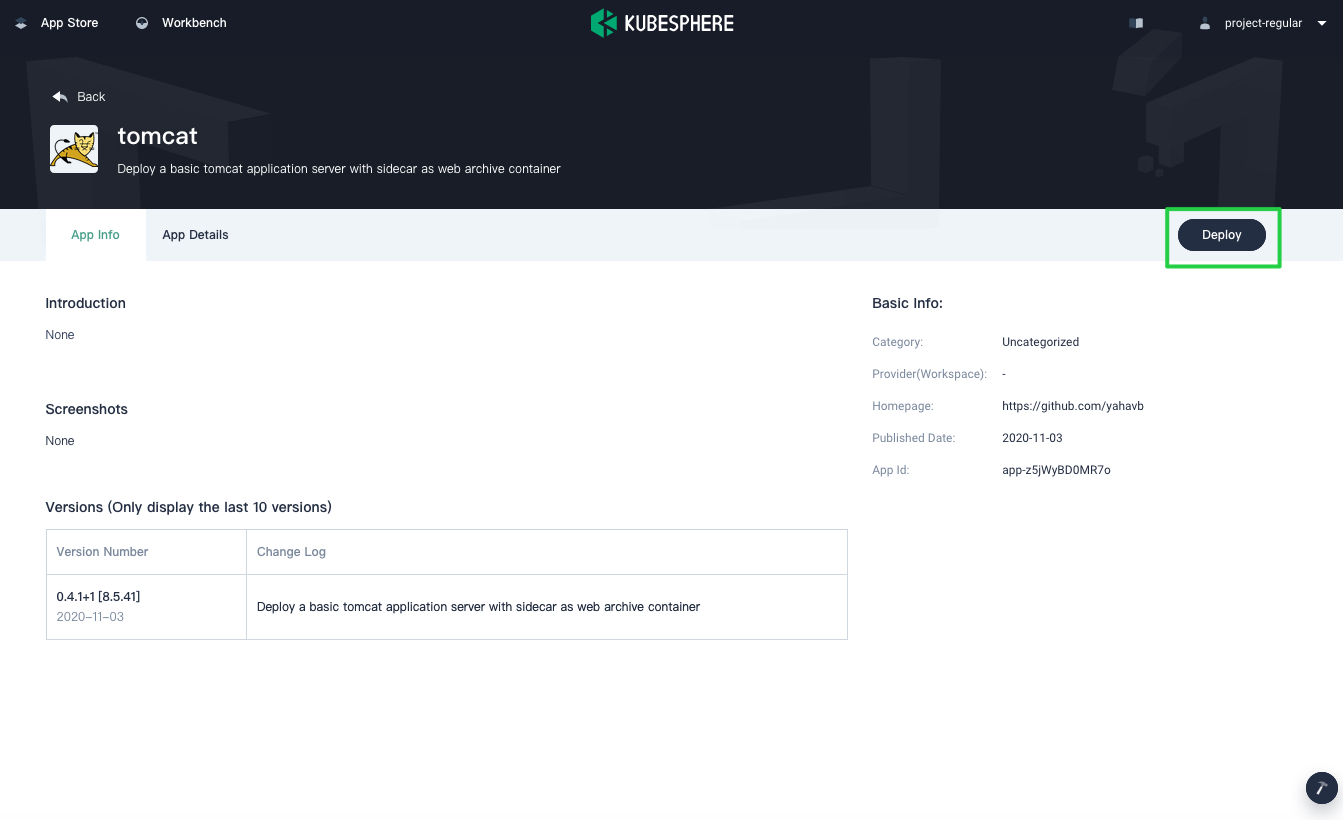 App Store
Workbench
KUBESPHERE
project-regular
Back
tomcat
Deploy a basic tomcat application server with sidecar as web archive container
App Info
App Details
Deploy
Introduction
None
Screenshots
None
Versions (Only display the last 10 versions)
Version Number
Change Log
0.4.1+1 [8.5.41]
2020-11-03
Deploy a basic tomcat application server with sidecar as web archive container
Basic Info:
Category: Uncategorized
Provider(Workspace): -
Homepage: https://github.com/yahavb
Published Date: 2020-11-03
App Id: app-z5jWyBD0MR7o